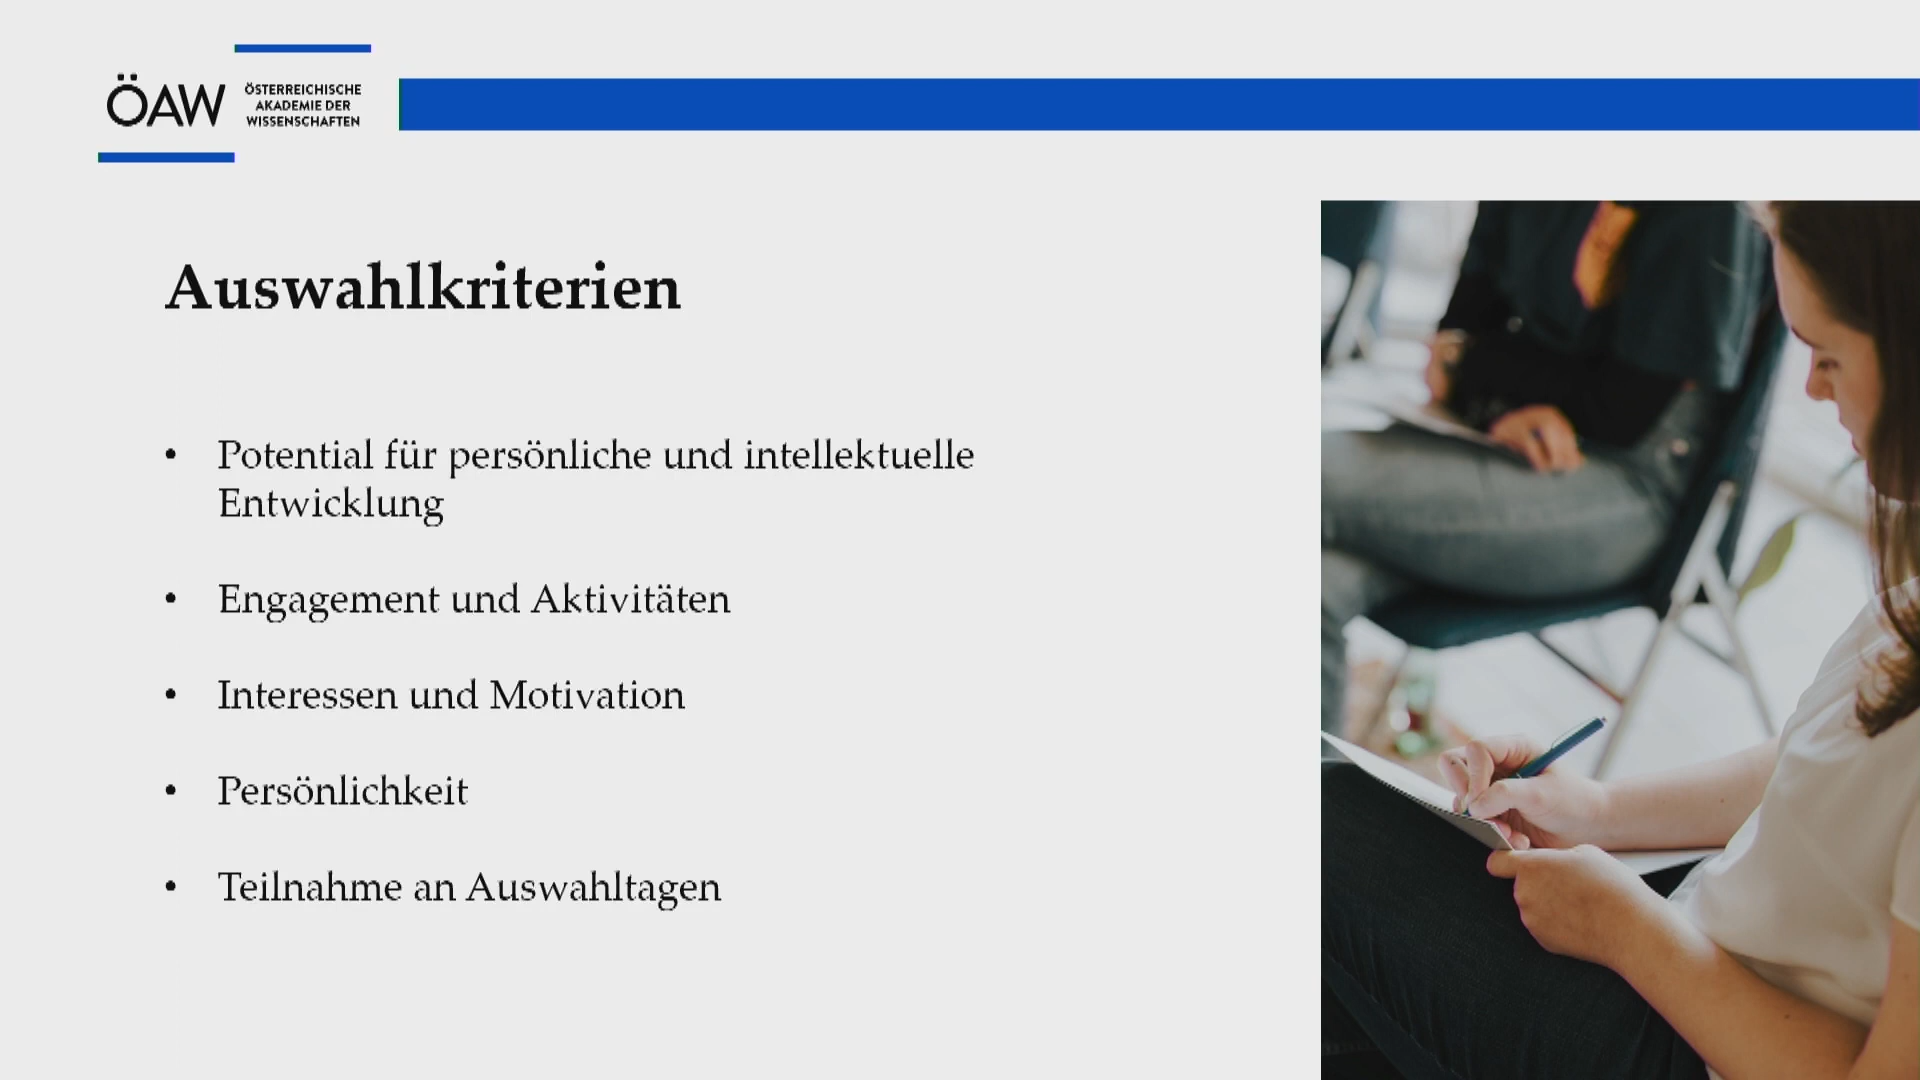 ÖAW
ÖSTERREICHISCHE
AKADEMIE DER
WISSENSCHAFTEN
Auswahlkriterien
• Potential für persönliche und intellektuelle
Entwicklung
• Engagement und Aktivitäten
• Interessen und Motivation
• Persönlichkeit
• Teilnahme an Auswahltagen